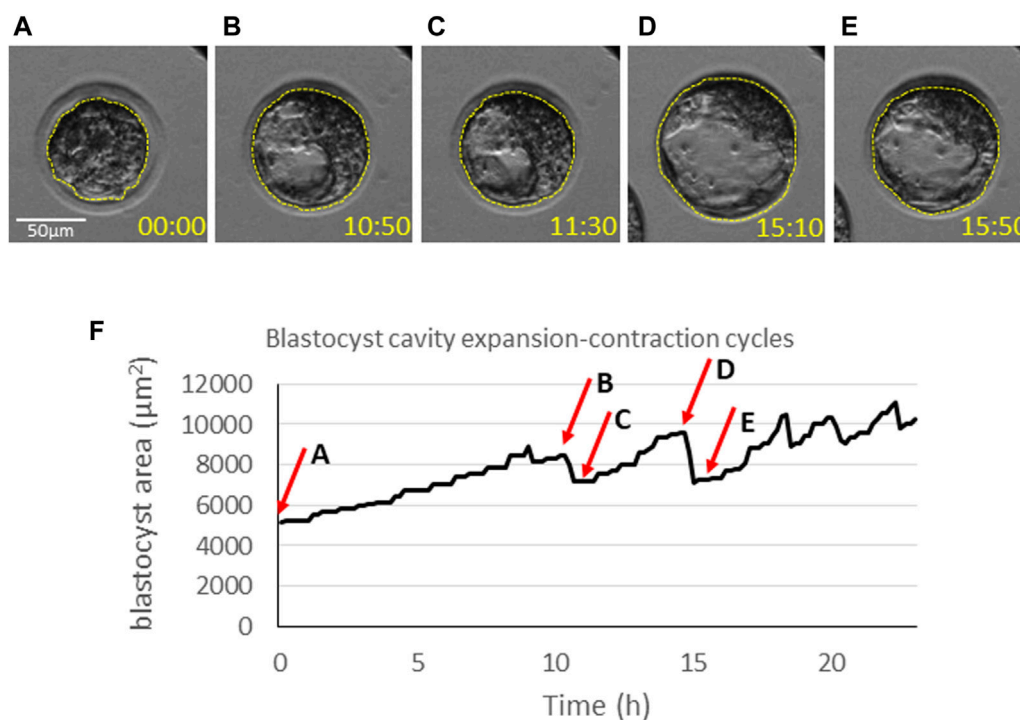 A
B
C
D
E
50µm
00:00
10:50
11:30
15:10
15:50
F
Blastocyst cavity expansion-contraction cycles
blastocyst area (µm²)
12000
10000
8000
6000
4000
2000
0
A
B
C
D
E
0
5
10
15
20
Time (h)